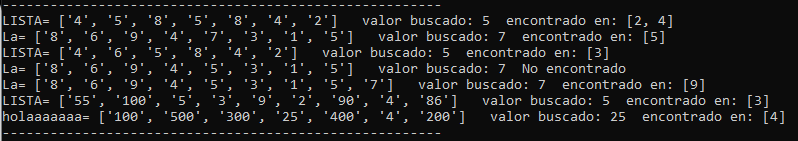 -------------------------------------------------------
LISTA= ['4', '5', '8', '5', '8', '4', '2']   valor buscado: 5  encontrado en: [2, 4]
La= ['8', '6', '9', '4', '7', '3', '1', '5']   valor buscado: 7  encontrado en: [5]
LISTA= ['4', '6', '5', '8', '4', '2']   valor buscado: 5  encontrado en: [3]
La= ['8', '6', '9', '4', '5', '3', '1', '5']   valor buscado: 7  No encontrado
La= ['8', '6', '9', '4', '5', '3', '1', '5', '7']   valor buscado: 7  encontrado en: [9]
LISTA= ['55', '100', '5', '3', '9', '2', '90', '4', '86']   valor buscado: 5  encontrado en: [3]
holaaaaaaa= ['100', '500', '300', '25', '400', '4', '200']   valor buscado: 25  encontrado en: [4]
-------------------------------------------------------